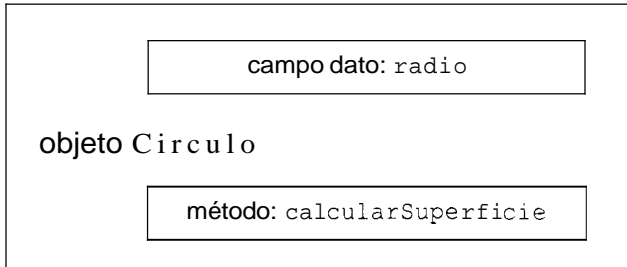 campo dato: radio
objeto Circulo
método: calcularSuperficie